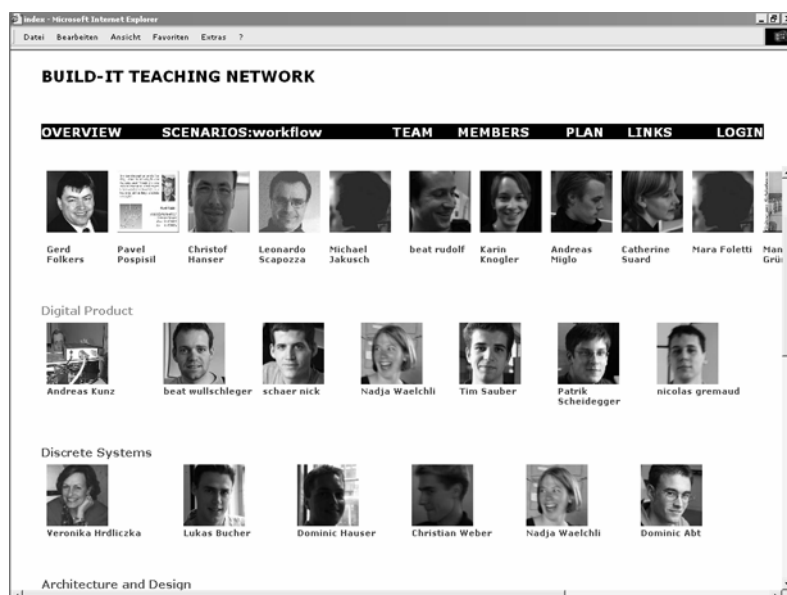 index - Microsoft Internet Explorer
Datei Bearbeiten Ansicht Favoriten Extras ?
BUILD-IT TEACHING NETWORK
OVERVIEW SCENARIOS:workflow TEAM MEMBERS PLAN LINKS LOGIN
Gerd Pavel Christof Leonardo Michael beat rudolf Karin Andreas Catherine Mara Foletti Man
Folkers Pospisil Hanser Scapozza Jakusch Knogler Miglo Suard Grü
Digital Product
Andreas Kunz beat wullschleger schaer nick Nadja Waelchli Tim Sauber Patrik nicolas gremaud
Scheidegger
Discrete Systems
Veronika Hrdliczka Lukas Bucher Dominic Hauser Christian Weber Nadja Waelchli Dominic Abt
Architecture and Design